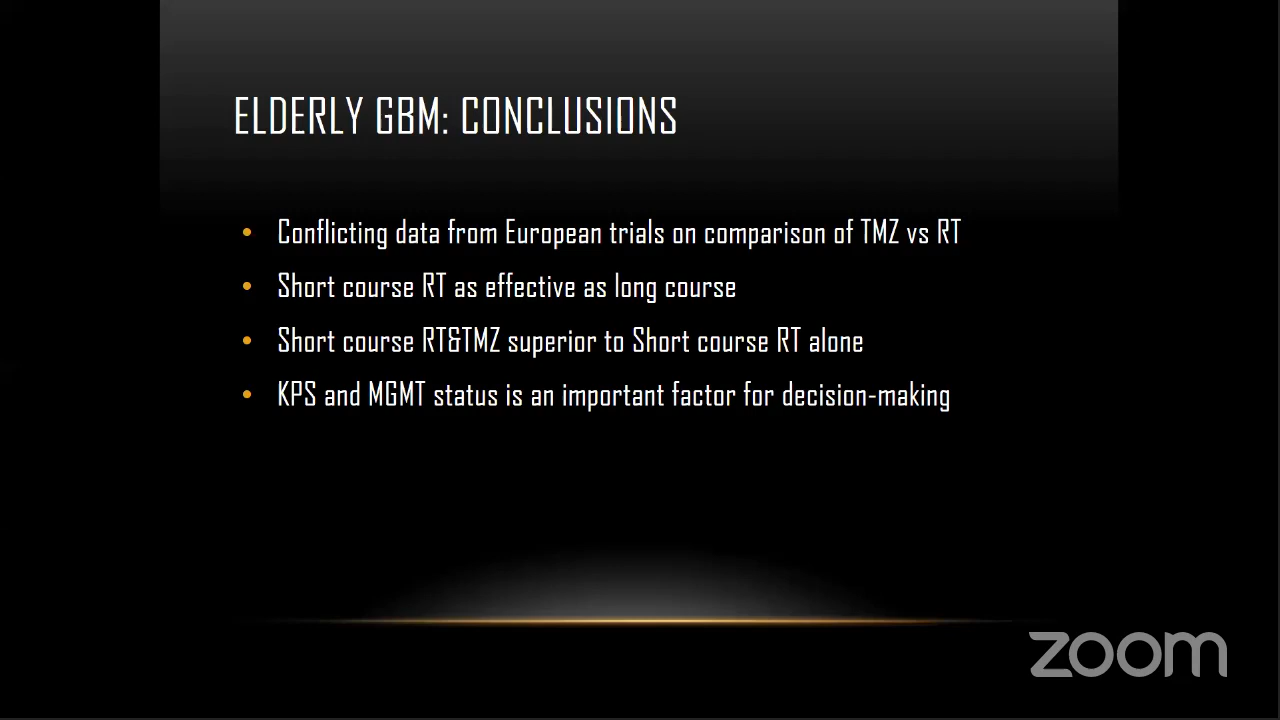 ELDERLY GBM: CONCLUSIONS
• Conflicting data from European trials on comparison of TMZ vs RT
• Short course RT as effective as long course
• Short course RT&TMZ superior to Short course RT alone
• KPS and MGMT status is an important factor for decision-making
zoom